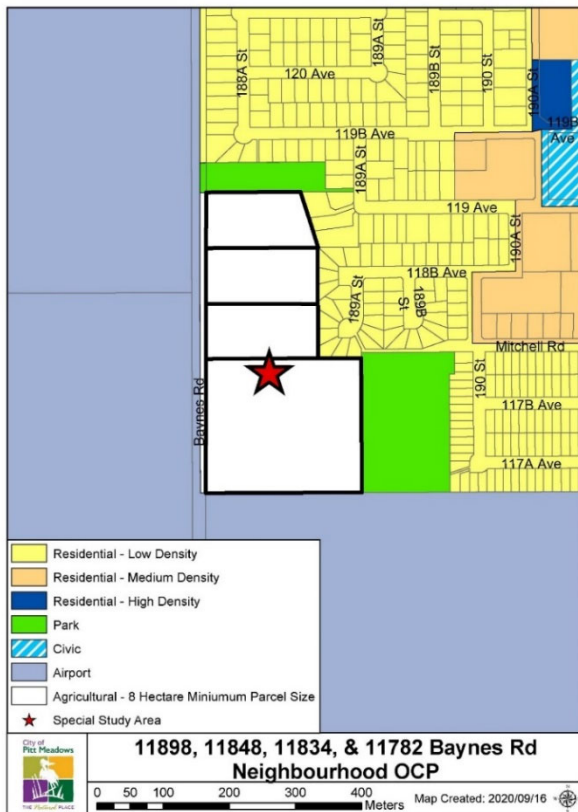 188A St
189A St
120 Ave
189B St
190 St
190A St
119B Ave
119B Ave
189A St
119 Ave
190A St
118B Ave
189A St
189B St
Mitchell Rd
Baynes Rd
190 St
117B Ave
117A Ave
Residential - Low Density
Residential - Medium Density
Residential - High Density
Park
Civic
Airport
Agricultural - 8 Hectare Miniumum Parcel Size
Special Study Area
City of
Pitt Meadows
THE Natural PLACE
11898, 11848, 11834, & 11782 Baynes Rd
Neighbourhood OCP
0 50 100 200 300 400
Meters
Map Created: 2020/09/16